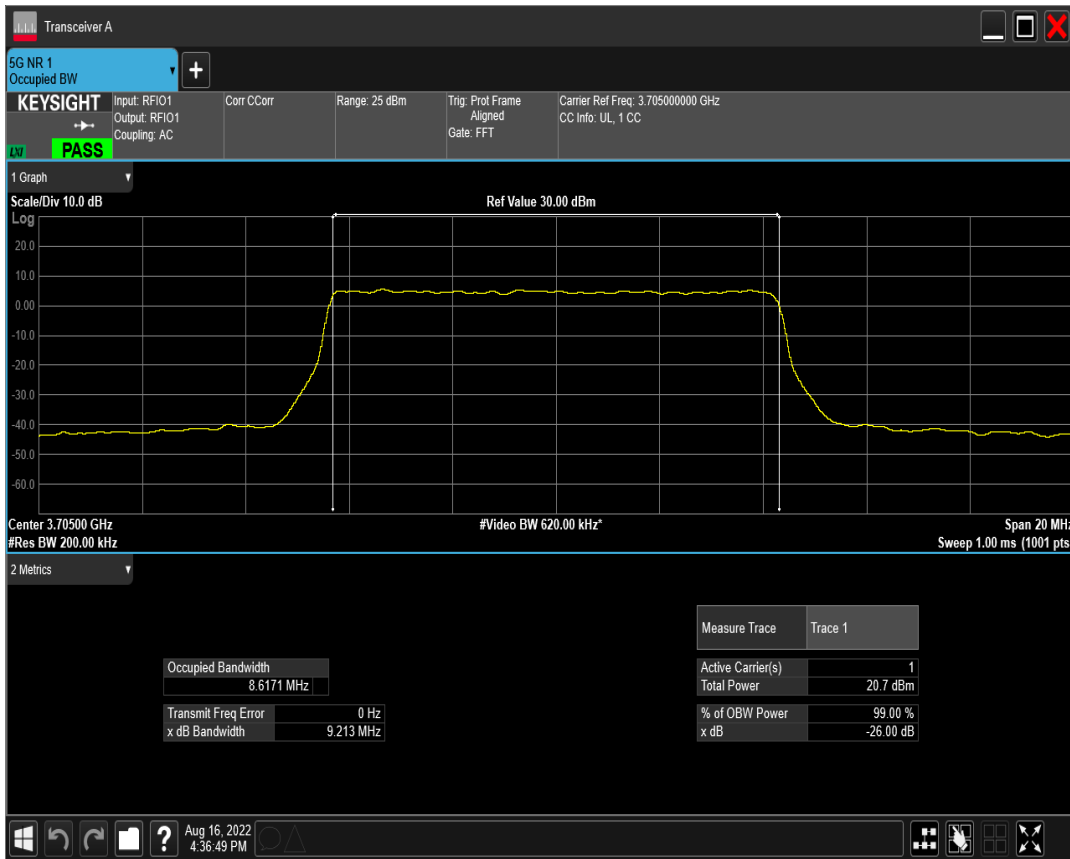 Transceiver A
5G NR 1
Occupied BW
+
KEYSIGHT
LXI
PASS
Input: RFIO1
Output: RFIO1
Coupling: AC
Corr CCorr
Range: 25 dBm
Trig: Prot Frame
Aligned
Gate: FFT
Carrier Ref Freq: 3.705000000 GHz
CC Info: UL, 1 CC
1 Graph
Scale/Div 10.0 dB
Ref Value 30.00 dBm
Log
20.0
10.0
0.00
-10.0
-20.0
-30.0
-40.0
-50.0
-60.0
Center 3.70500 GHz
#Video BW 620.00 kHz*
Span 20 MHz
#Res BW 200.00 kHz
Sweep 1.00 ms (1001 pts
2 Metrics
Measure Trace Trace 1
Occupied Bandwidth
8.6171 MHz
Active Carrier(s) 1
Total Power 20.7 dBm
Transmit Freq Error 0 Hz
x dB Bandwidth 9.213 MHz
% of OBW Power 99.00 %
x dB -26.00 dB
?
Aug 16, 2022
4:36:49 PM